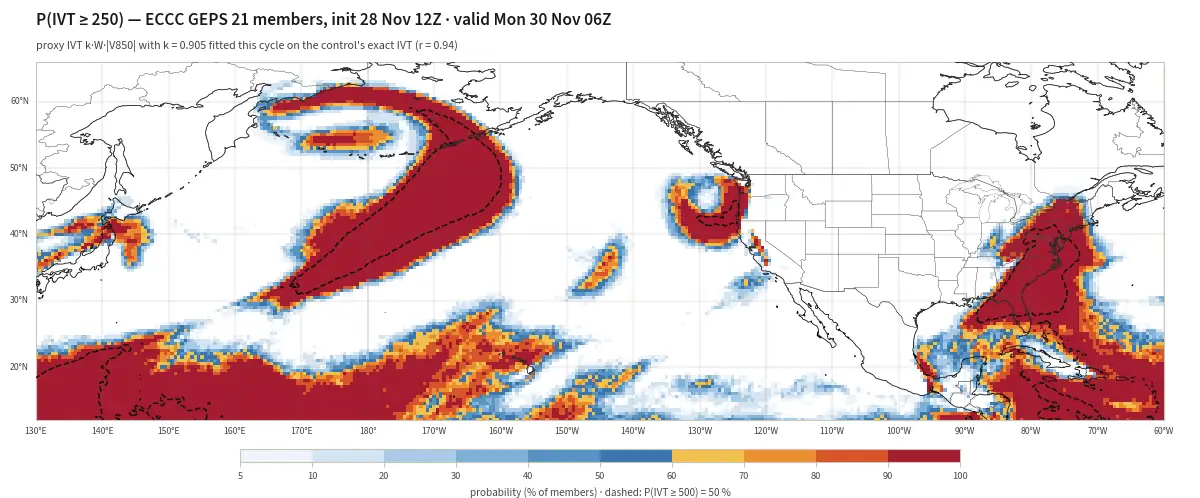 P(IVT ≥ 250) — ECCC GEPS 21 members, init 28 Nov 12Z · valid Mon 30 Nov 06Z
proxy IVT k·W·|V850| with k = 0.905 fitted this cycle on the control's exact IVT (r = 0.94)
60°N
50°N
40°N
30°N
20°N
130°E 140°E 150°E 160°E 170°E 180° 170°W 160°W 150°W 140°W 130°W 120°W 110°W 100°W 90°W 80°W 70°W 60°W
5 10 20 30 40 50 60 70 80 90 100
probability (% of members) · dashed: P(IVT ≥ 500) = 50 %